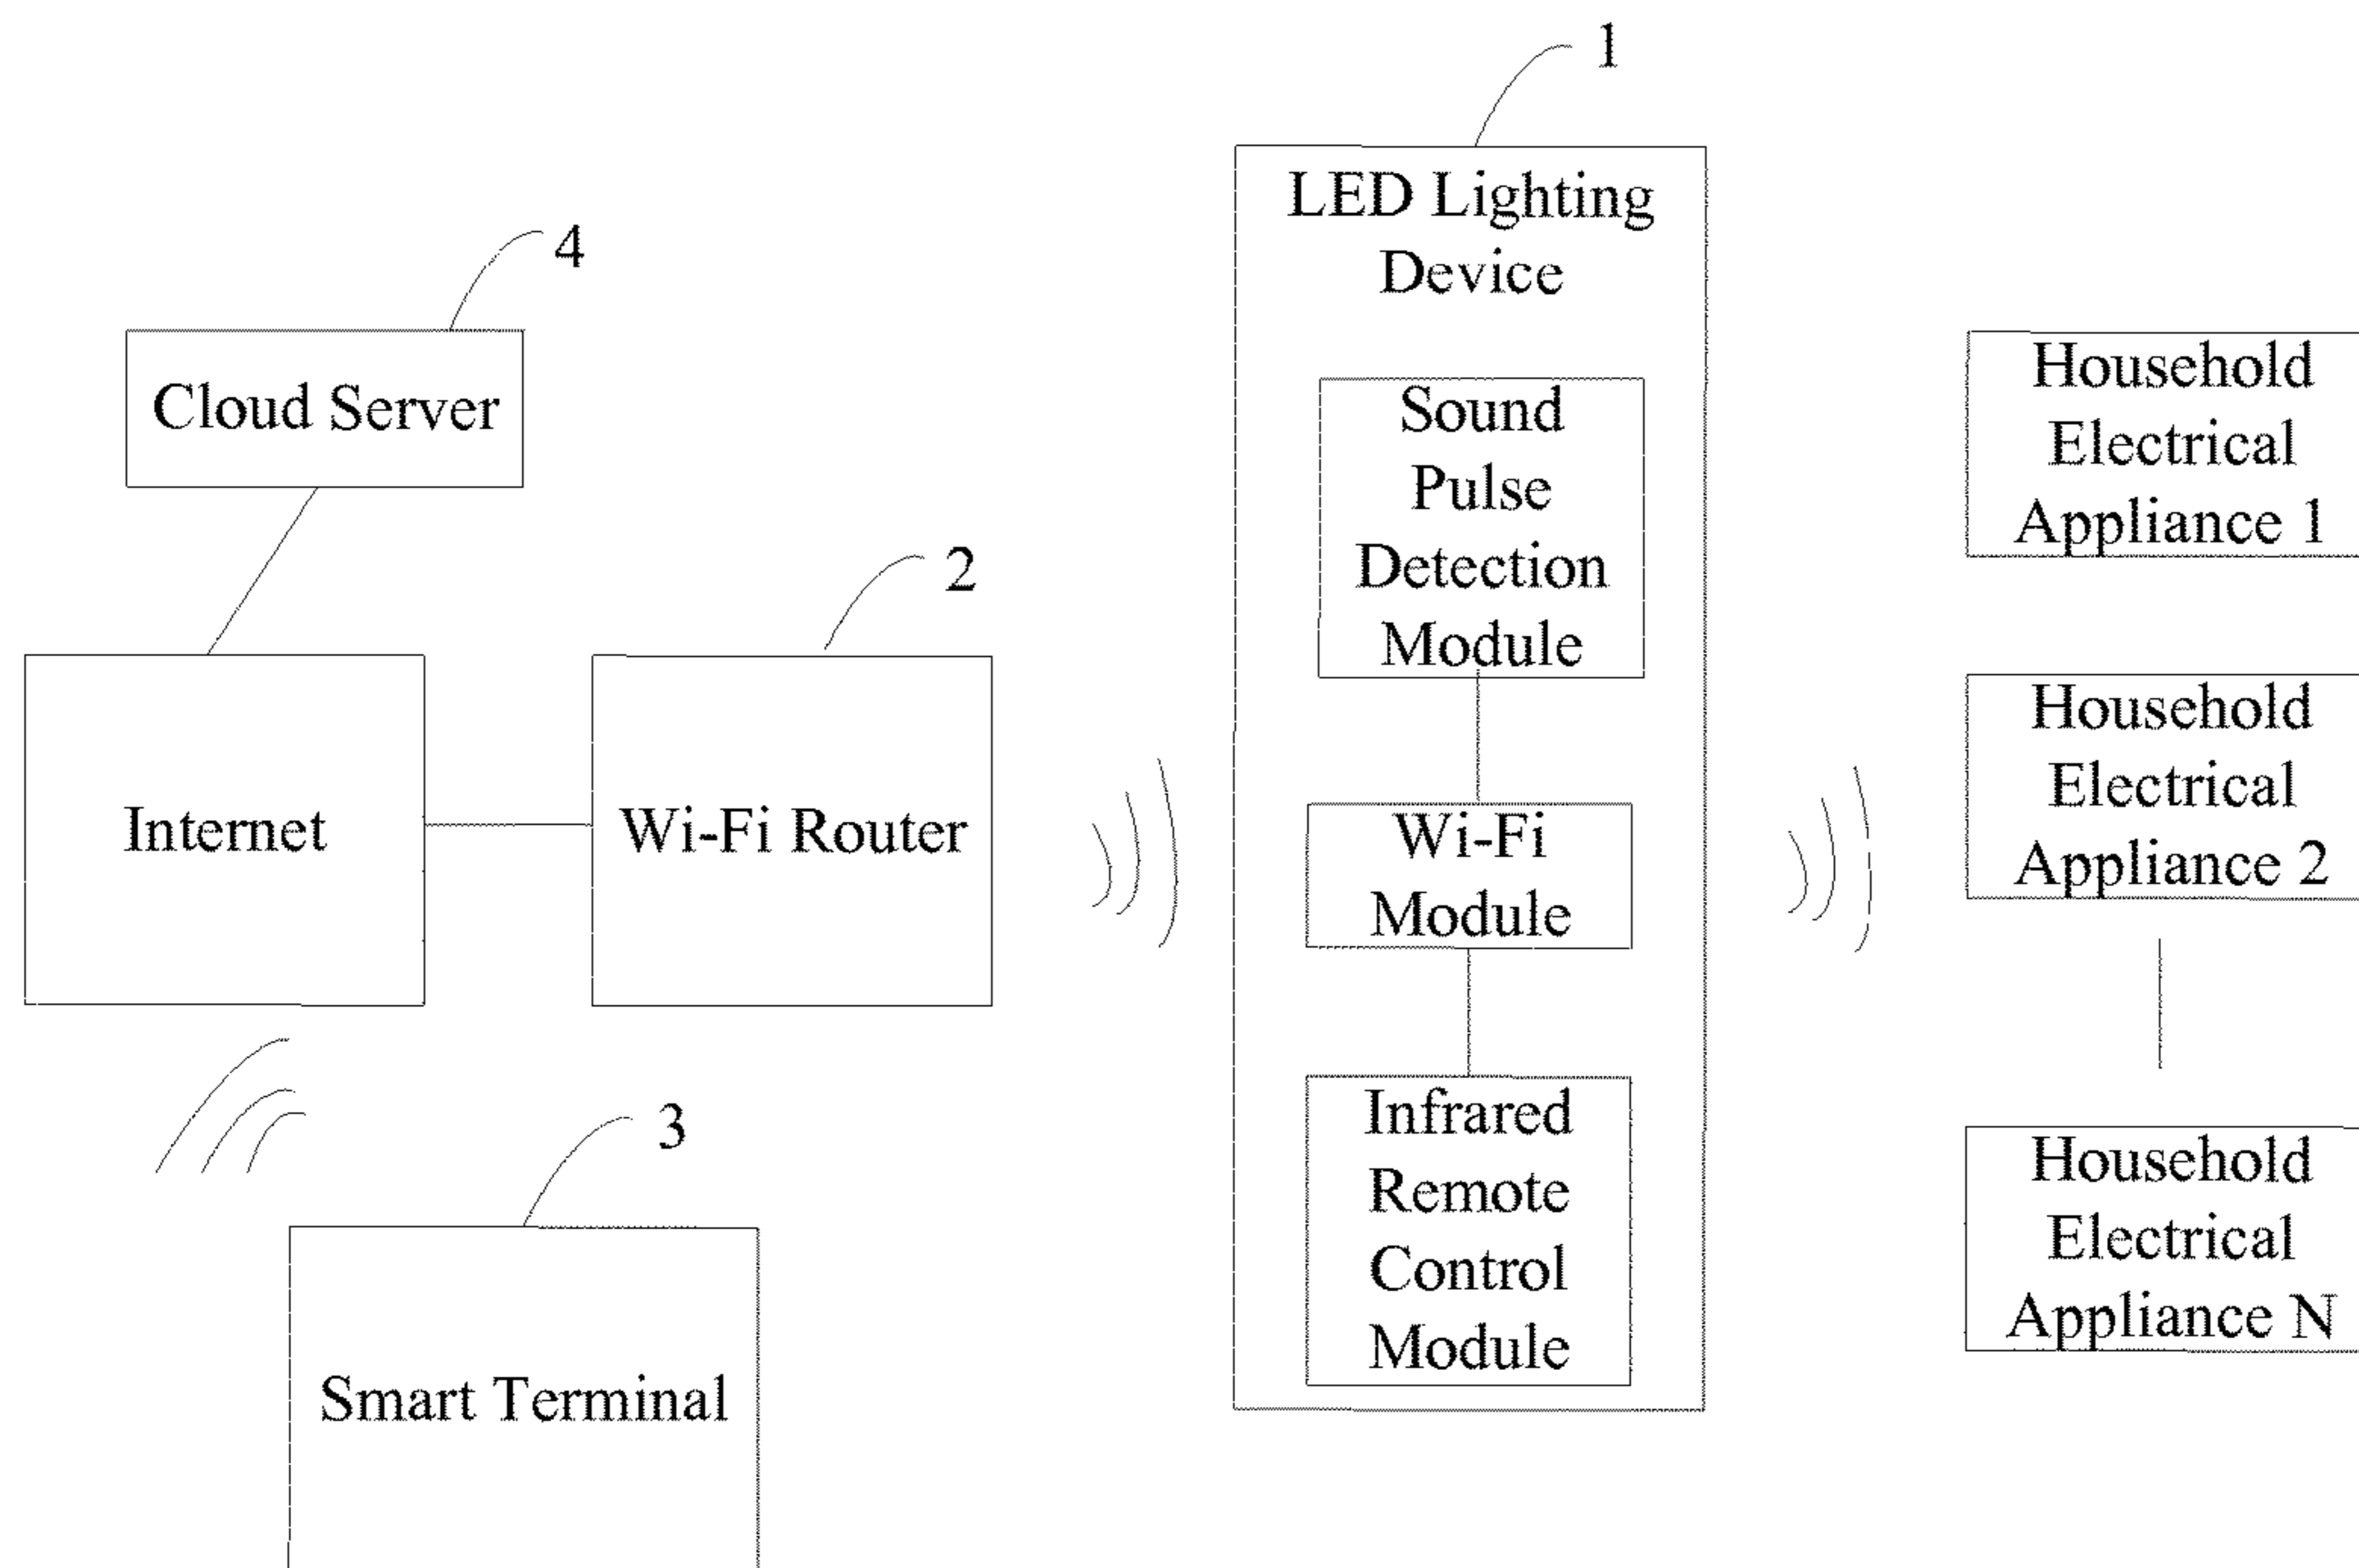 1
LED Lighting
Device
Sound
Pulse
Detection
Module
Wi-Fi
Module
Infrared
Remote
Control
Module
4
Cloud Server
2
Internet
Wi-Fi Router
3
Smart Terminal
Household
Electrical
Appliance 1
Household
Electrical
Appliance 2
Household
Electrical
Appliance N